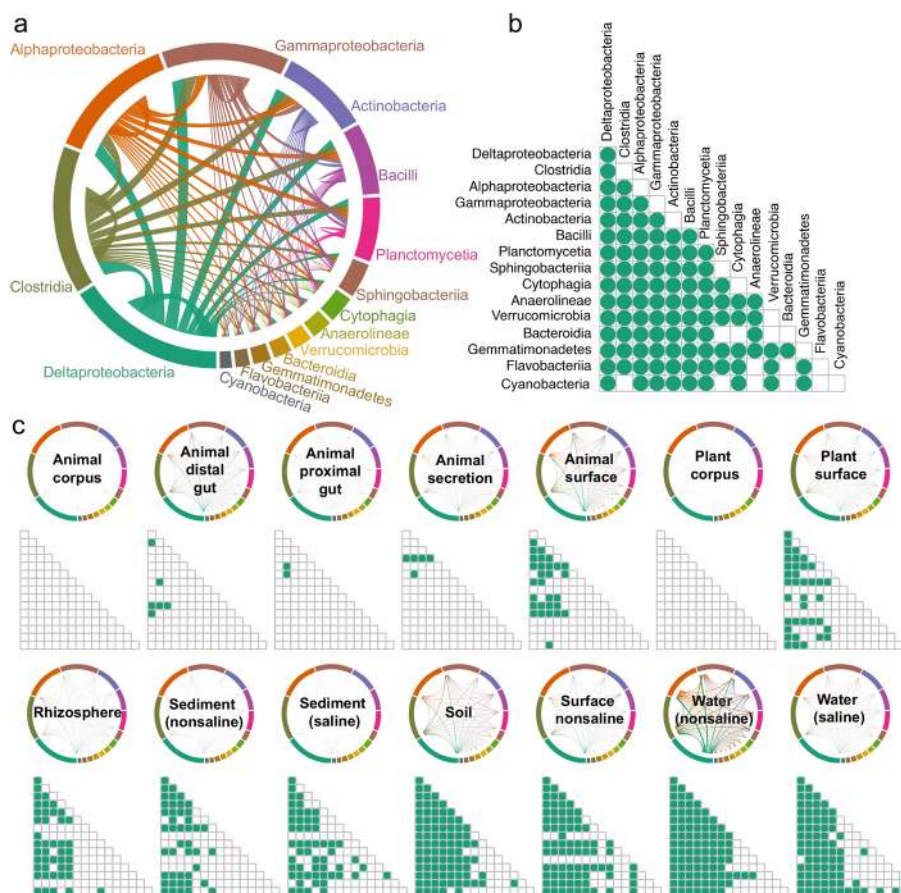 a
Alphaproteobacteria
Gammaproteobacteria
Actinobacteria
Bacilli
Planctomycetia
Sphingobacteriia
Cytophagia
Anaerolineae
Verrucomicrobia
Bacteroidia
Gemmatimonadetes
Flavobacteriia
Cyanobacteria
Deltaproteobacteria
Clostridia
b
Deltaproteobacteria
Clostridia
Alphaproteobacteria
Gammaproteobacteria
Actinobacteria
Bacilli
Planctomycetia
Sphingobacteriia
Cytophagia
Anaerolineae
Verrucomicrobia
Bacteroidia
Gemmatimonadetes
Flavobacteriia
Cyanobacteria
Deltaproteobacteria
Clostridia
Alphaproteobacteria
Gammaproteobacteria
Actinobacteria
Bacilli
Planctomycetia
Sphingobacteriia
Cytophagia
Anaerolineae
Verrucomicrobia
Bacteroidia
Gemmatimonadetes
Flavobacteriia
Cyanobacteria
c
Animal
corpus
Animal
distal
gut
Animal
proximal
gut
Animal
secretion
Animal
surface
Plant
corpus
Plant
surface
Rhizosphere
Sediment
(nonsaline)
Sediment
(saline)
Soil
Surface
nonsaline
Water
(nonsaline)
Water
(saline)